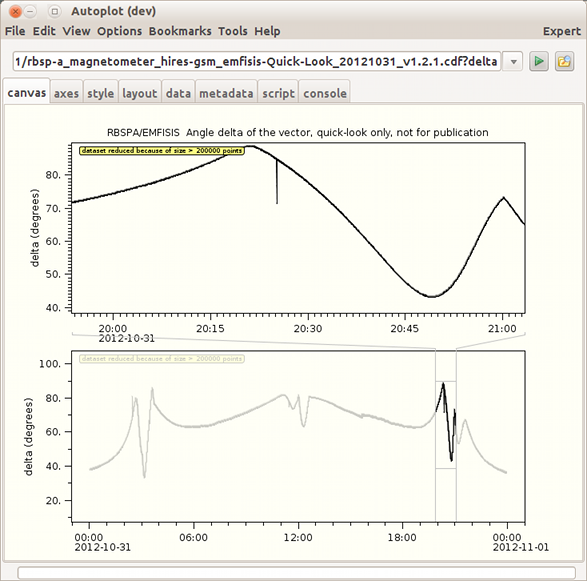 Autoplot (dev)
File Edit View Options Bookmarks Tools Help Expert
1/rbsp-a_magnetometer_hires-gsm_emfisis-Quick-Look_20121031_v1.2.1.cdf?delta
canvas axes style layout data metadata script console
RBSPA/EMFISIS Angle delta of the vector, quick-look only, not for publication
dataset reduced because of size > 200000 points
80.
70.
60.
50.
40.
delta (degrees)
20:00 20:15 20:30 20:45 21:00
2012-10-31
dataset reduced because of size > 200000 points
100.
80.
60.
40.
20.
delta (degrees)
00:00 06:00 12:00 18:00 00:00
2012-10-31 2012-11-01